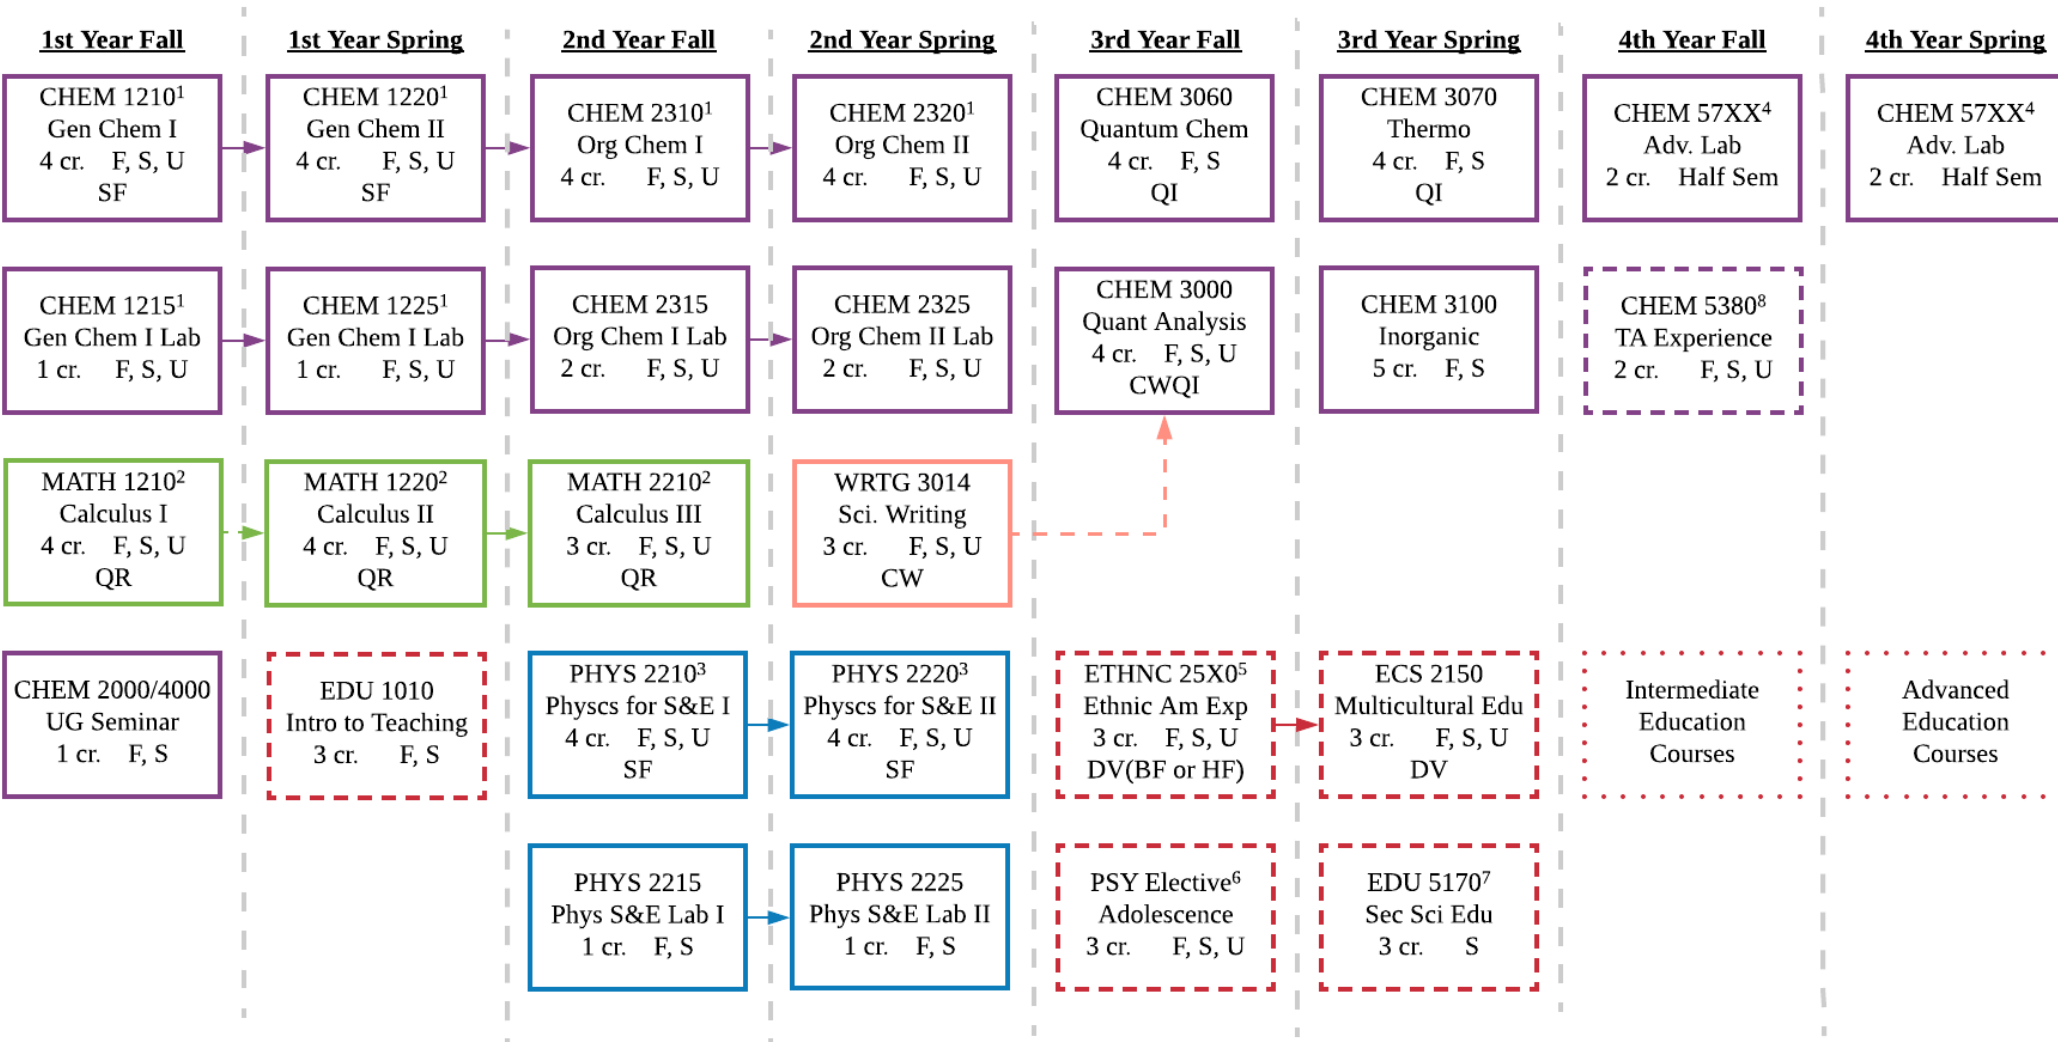 1st Year Fall
1st Year Spring
2nd Year Fall
2nd Year Spring
3rd Year Fall
3rd Year Spring
4th Year Fall
4th Year Spring
CHEM 1210¹
Gen Chem I
4 cr. F, S, U
SF
CHEM 1220¹
Gen Chem II
4 cr. F, S, U
SF
CHEM 2310¹
Org Chem I
4 cr. F, S, U
CHEM 2320¹
Org Chem II
4 cr. F, S, U
CHEM 3060
Quantum Chem
4 cr. F, S
QI
CHEM 3070
Thermo
4 cr. F, S
QI
CHEM 57XX⁴
Adv. Lab
2 cr. Half Sem
CHEM 57XX⁴
Adv. Lab
2 cr. Half Sem
CHEM 1215¹
Gen Chem I Lab
1 cr. F, S, U
CHEM 1225¹
Gen Chem I Lab
1 cr. F, S, U
CHEM 2315
Org Chem I Lab
2 cr. F, S, U
CHEM 2325
Org Chem II Lab
2 cr. F, S, U
CHEM 3000
Quant Analysis
4 cr. F, S, U
CWQI
CHEM 3100
Inorganic
5 cr. F, S
CHEM 5380⁸
TA Experience
2 cr. F, S, U
MATH 1210²
Calculus I
4 cr. F, S, U
QR
MATH 1220²
Calculus II
4 cr. F, S, U
QR
MATH 2210²
Calculus III
3 cr. F, S, U
QR
WRTG 3014
Sci. Writing
3 cr. F, S, U
CW
CHEM 2000/4000
UG Seminar
1 cr. F, S
EDU 1010
Intro to Teaching
3 cr. F, S
PHYS 2210³
Physcs for S&E I
4 cr. F, S, U
SF
PHYS 2220³
Physcs for S&E II
4 cr. F, S, U
SF
ETHNC 25X0⁵
Ethnic Am Exp
3 cr. F, S, U
DV(BF or HF)
ECS 2150
Multicultural Edu
3 cr. F, S, U
DV
Intermediate
Education
Courses
Advanced
Education
Courses
PHYS 2215
Phys S&E Lab I
1 cr. F, S
PHYS 2225
Phys S&E Lab II
1 cr. F, S
PSY Elective⁶
Adolescence
3 cr. F, S, U
EDU 5170⁷
Sec Sci Edu
3 cr. S